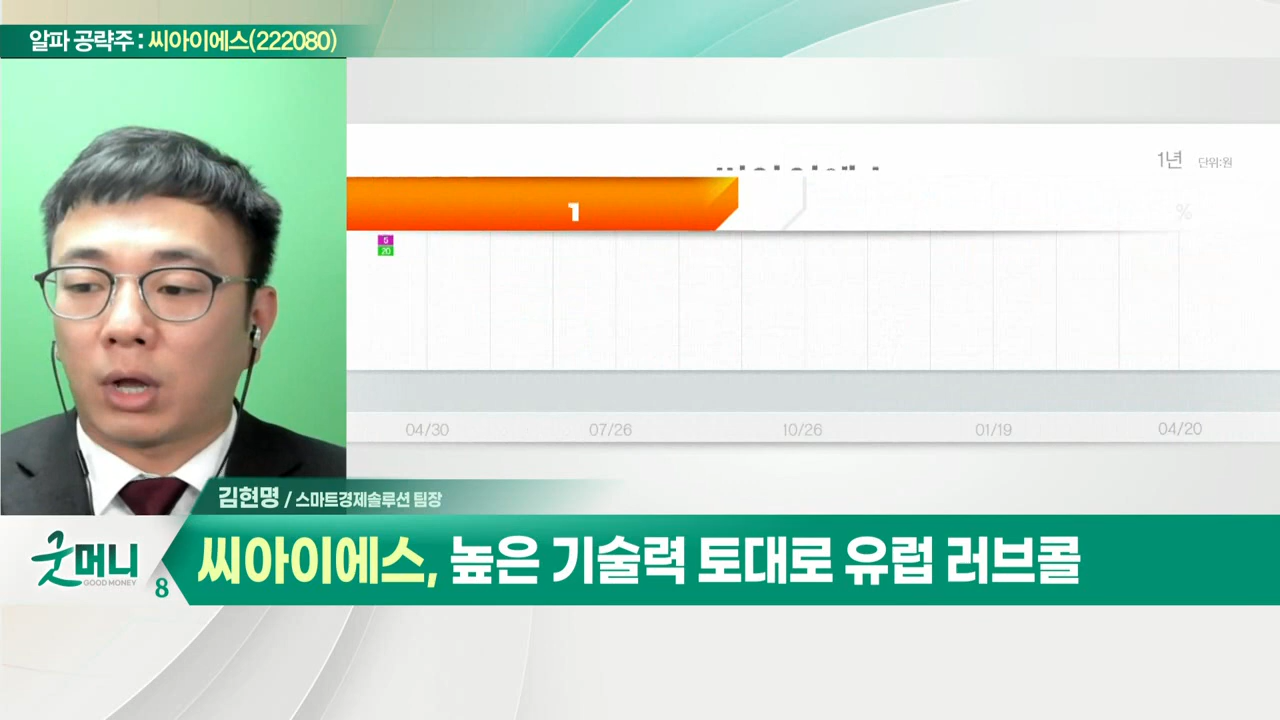 알파 공략주 : 씨아이에스(222080)
1년 단위:원
1
%
5
20
04/30 07/26 10/26 01/19 04/20
김현명 / 스마트경제솔루션 팀장
굿머니
GOOD MONEY
8
씨아이에스, 높은 기술력 토대로 유럽 러브콜